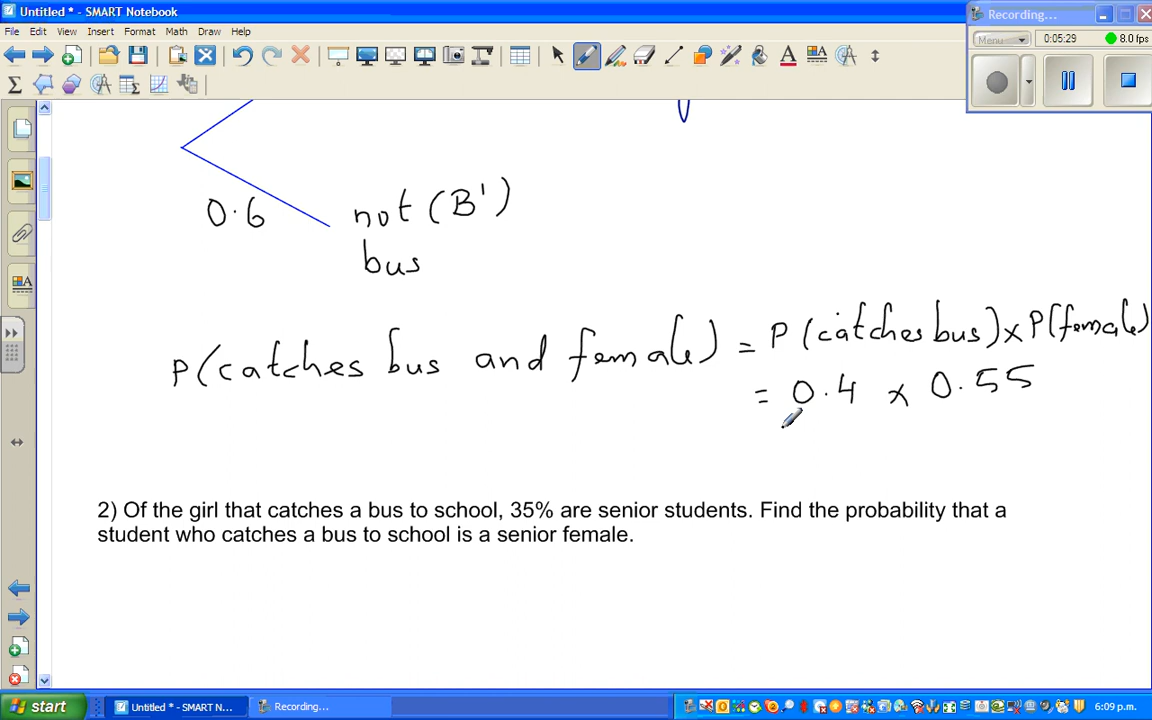 Untitled * - SMART Notebook
Recording...
File Edit View Insert Format Math Draw Help
Menu
0:05:29
8.0 fps
0.6
not (B')
bus
P(catches bus and female) = P(catches bus) x P(female)
= 0.4 x 0.55
2) Of the girl that catches a bus to school, 35% are senior students. Find the probability that a
student who catches a bus to school is a senior female.
start
Untitled * - SMART N...
Recording...
6:09 p.m.